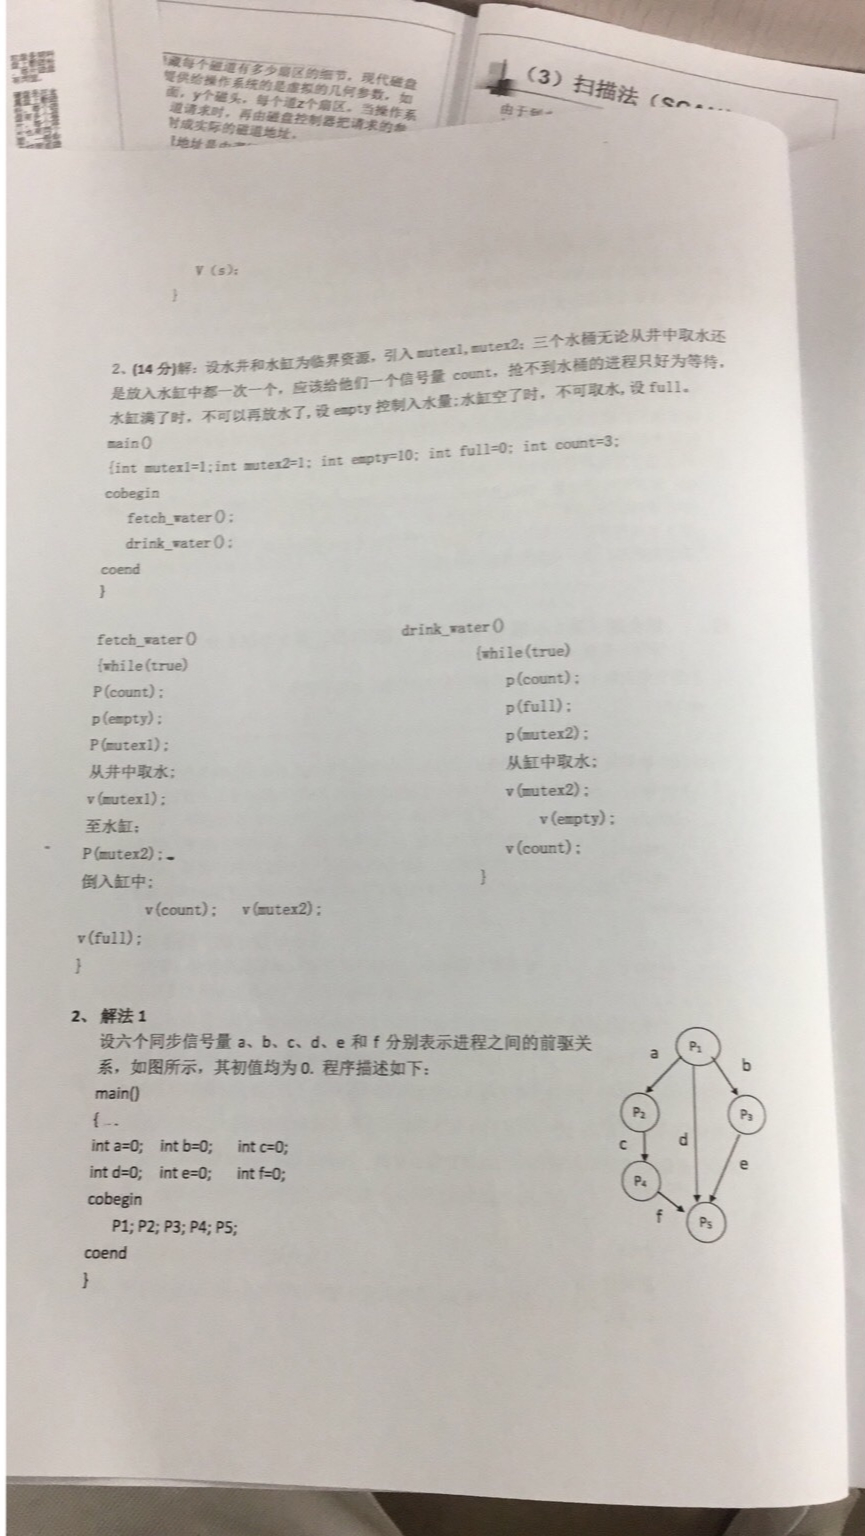 藏每个磁道有多少扇区的细节，现代磁盘
提供给操作系统的是虚拟的几何参数，如
面，y个磁头，每个道z个扇区。当操作系
道请求时，再由磁盘控制器把请求的参
对成实际的磁道地址。
（3）扫描法（SCAN
由于
V (s);
}
2、(14 分)解：设水井和水缸为临界资源，引入 mutex1,mutex2；三个水桶无论从井中取水还
是放入水缸中都一次一个，应该给他们一个信号量 count，抢不到水桶的进程只好为等待。
水缸满了时，不可以再放水了,设 empty 控制入水量;水缸空了时，不可取水,设 full。
main()
{int mutex1=1;int mutex2=1; int empty=10; int full=0; int count=3;
cobegin
fetch_water();
drink_water();
coend
}
fetch_water()
{while(true)
P(count);
p(empty);
P(mutex1);
从井中取水;
v(mutex1);
至水缸;
P(mutex2);
倒入缸中;
v(count); v(mutex2);
v(full);
}
drink_water()
{while(true)
p(count);
p(full);
p(mutex2);
从缸中取水;
v(mutex2);
v(empty);
v(count);
}
2、 解法 1
设六个同步信号量 a、b、c、d、e 和 f 分别表示进程之间的前驱关
系，如图所示，其初值均为 0. 程序描述如下：
main()
{ ...
int a=0; int b=0; int c=0;
int d=0; int e=0; int f=0;
cobegin
P1; P2; P3; P4; P5;
coend
}
P1
a
b
P2
P3
c
d
e
P4
f
P5